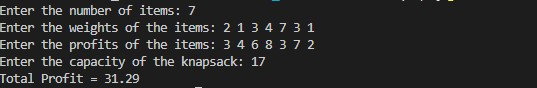 Enter the number of items: 7
Enter the weights of the items: 2 1 3 4 7 3 1
Enter the profits of the items: 3 4 6 8 3 7 2
Enter the capacity of the knapsack: 17
Total Profit = 31.29